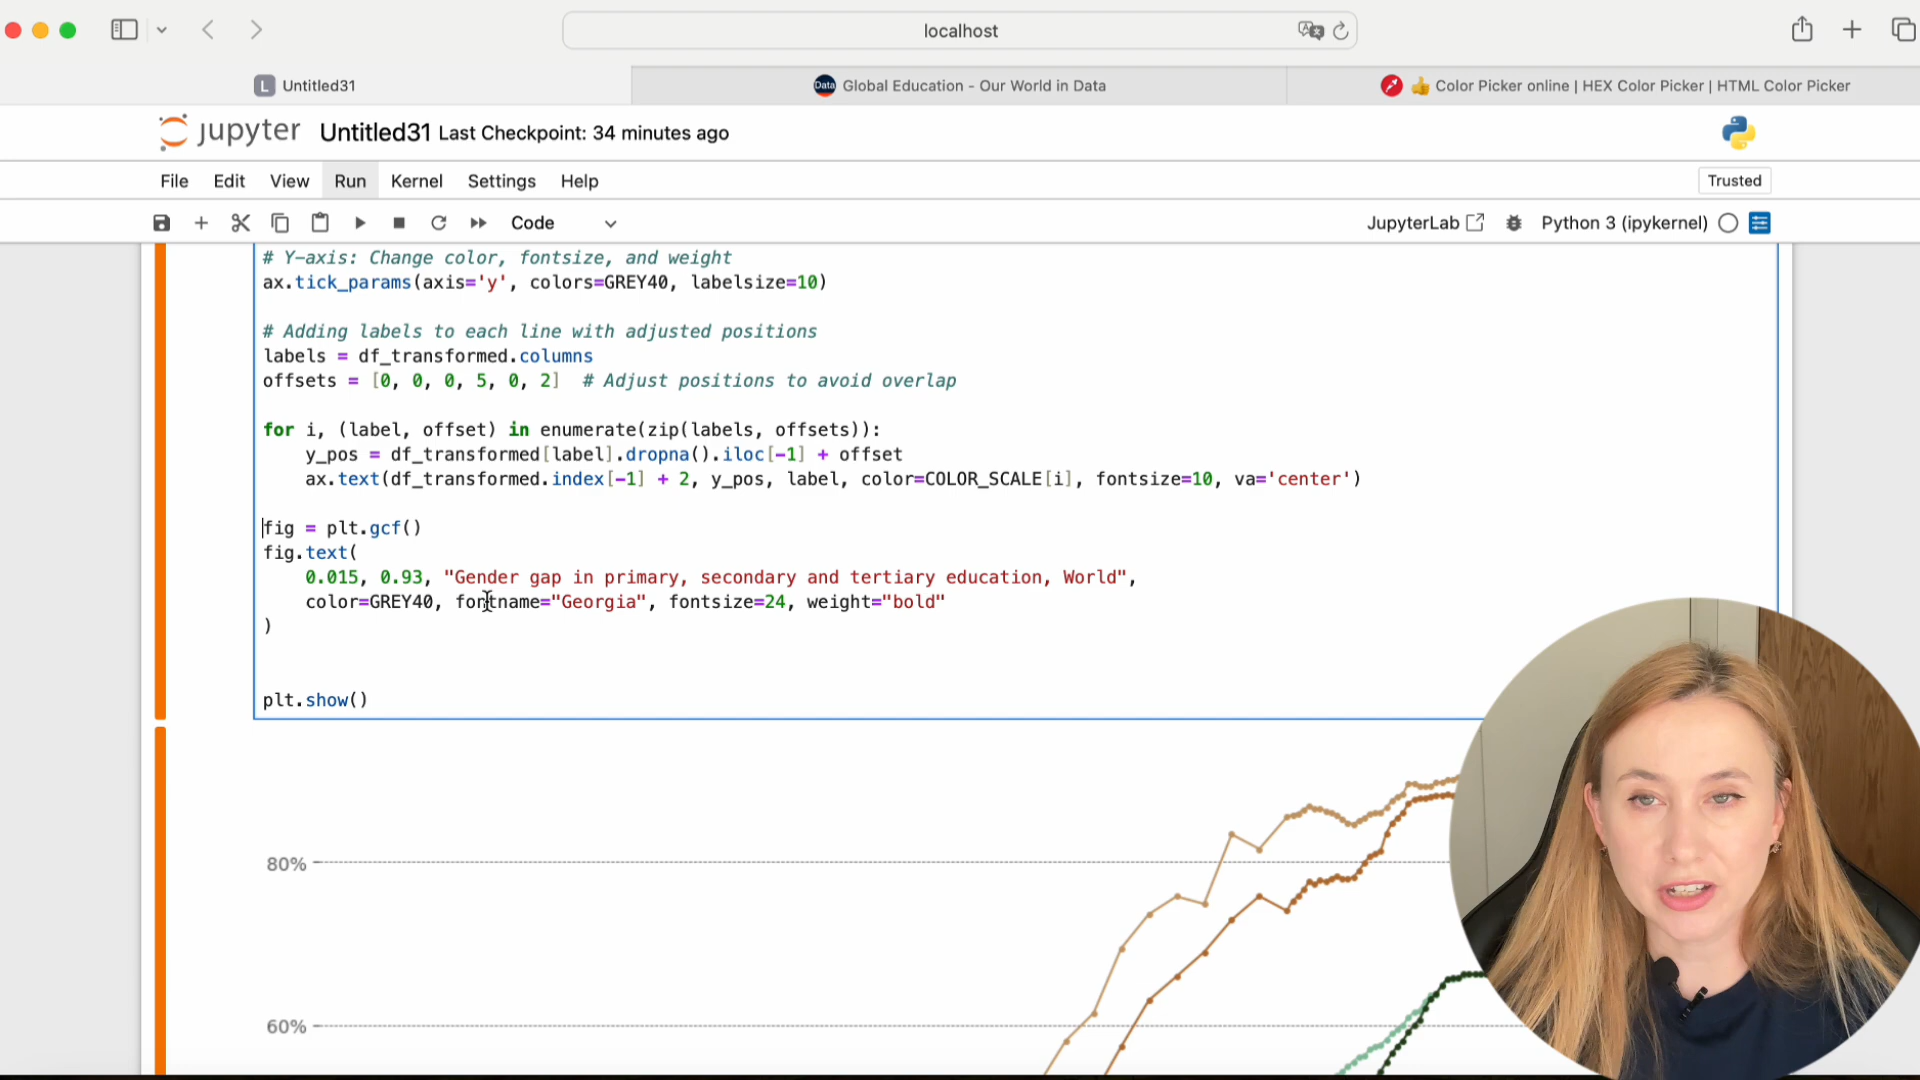 localhost
Untitled31
Global Education - Our World in Data
👍 Color Picker online | HEX Color Picker | HTML Color Picker
jupyter Untitled31 Last Checkpoint: 34 minutes ago
File Edit View Run Kernel Settings Help
Trusted
Code
JupyterLab
Python 3 (ipykernel)
# Y-axis: Change color, fontsize, and weight
ax.tick_params(axis='y', colors=GREY40, labelsize=10)
# Adding labels to each line with adjusted positions
labels = df_transformed.columns
offsets = [0, 0, 0, 5, 0, 2]  # Adjust positions to avoid overlap
for i, (label, offset) in enumerate(zip(labels, offsets)):
    y_pos = df_transformed[label].dropna().iloc[-1] + offset
    ax.text(df_transformed.index[-1] + 2, y_pos, label, color=COLOR_SCALE[i], fontsize=10, va='center')
fig = plt.gcf()
fig.text(
    0.015, 0.93, "Gender gap in primary, secondary and tertiary education, World",
    color=GREY40, fontname="Georgia", fontsize=24, weight="bold"
)
plt.show()
80%
60%